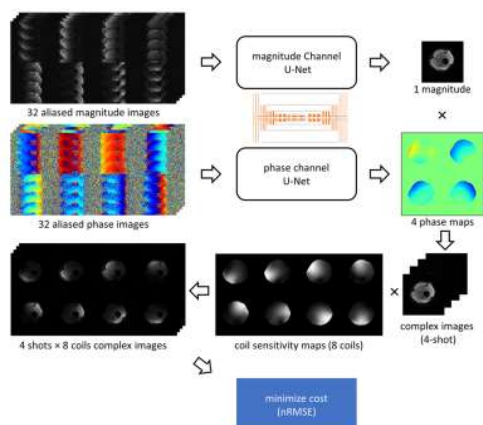 magnitude Channel
U-Net
32 aliased magnitude images
1 magnitude
×
phase channel
U-Net
32 aliased phase images
4 phase maps
×
4 shots × 8 coils complex images
coil sensitivity maps (8 coils)
complex images
(4-shot)
minimize cost
(nRMSE)